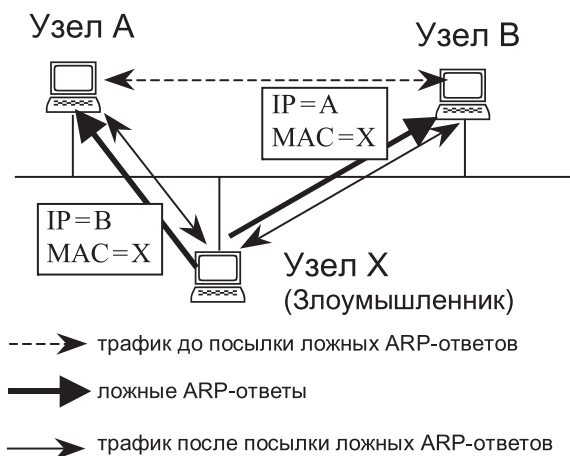 Узел A
Узел B
IP=A
MAC=X
IP=B
MAC=X
Узел X
(Злоумышленник)
трафик до посылки ложных ARP-ответов
ложные ARP-ответы
трафик после посылки ложных ARP-ответов